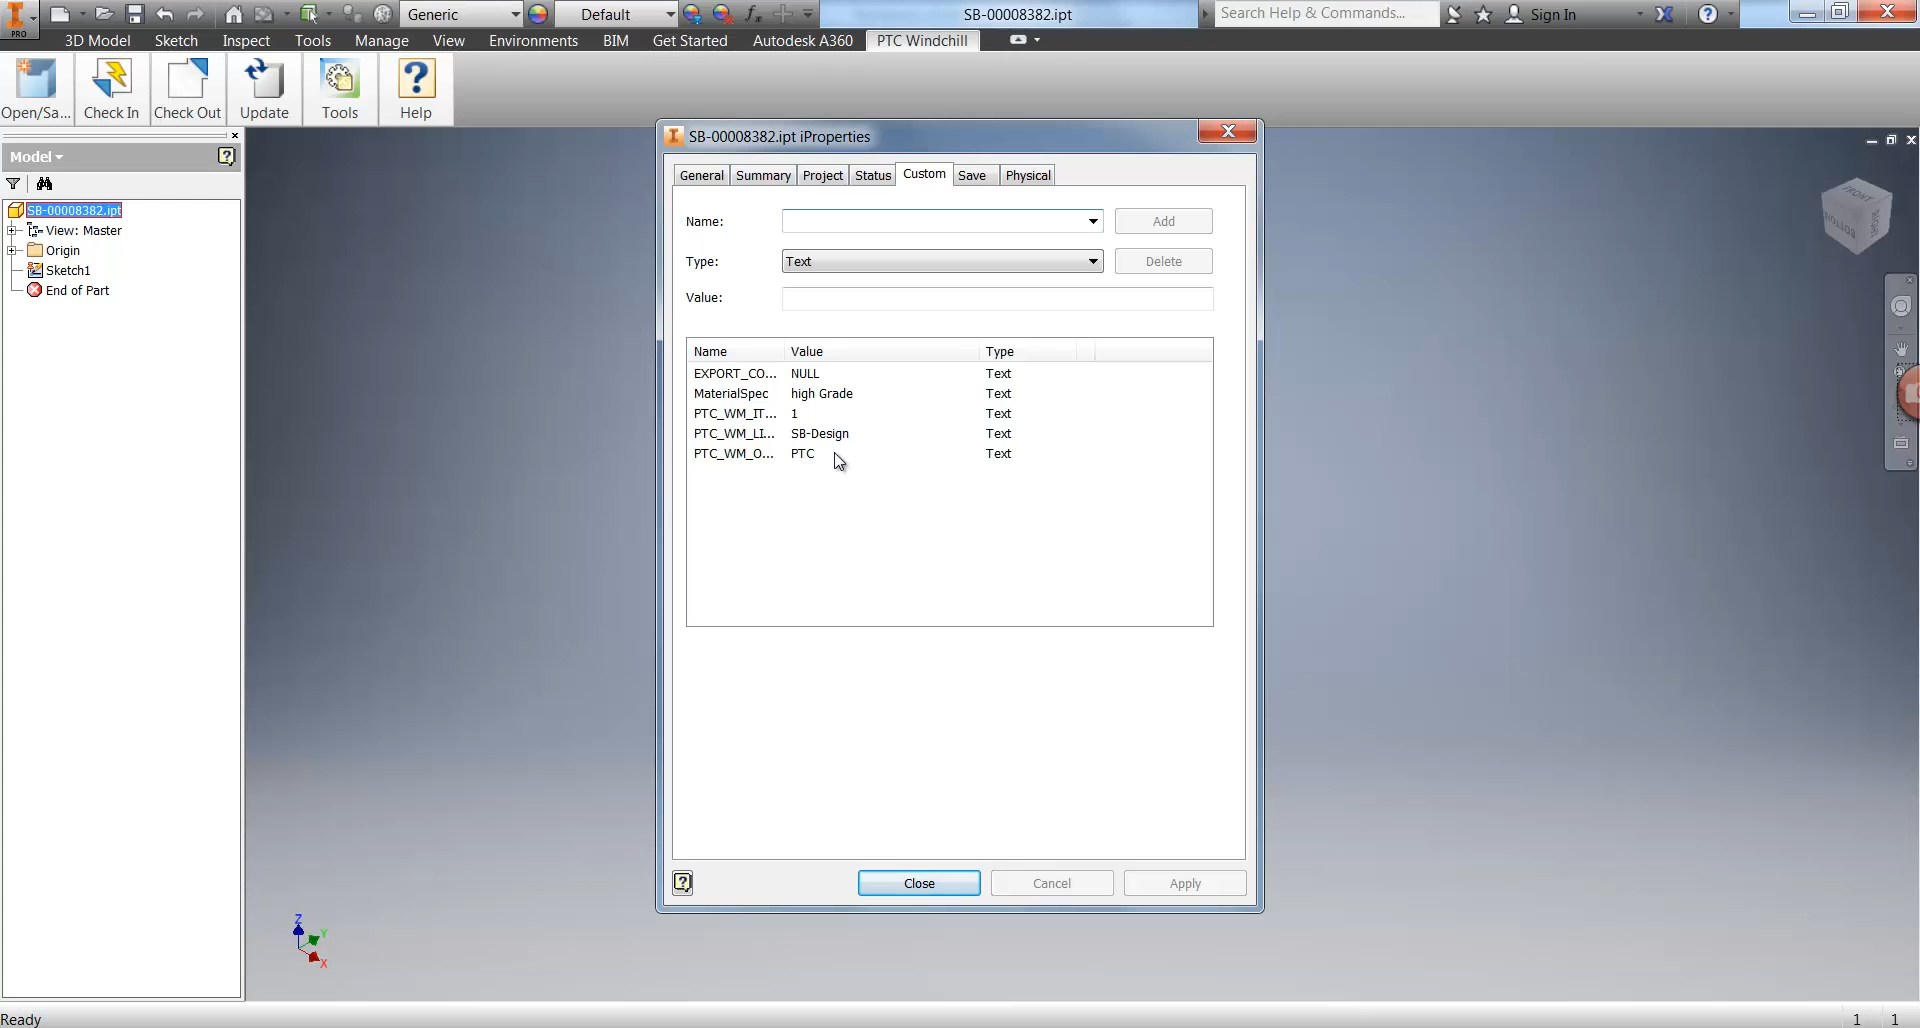 PRO
Generic
Default
SB-00008382.ipt
Search Help & Commands...
Sign In
3D Model
Sketch
Inspect
Tools
Manage
View
Environments
BIM
Get Started
Autodesk A360
PTC Windchill
Open/Sa...
Check In
Check Out
Update
Tools
Help
Model
SB-00008382.ipt
View: Master
Origin
Sketch1
End of Part
SB-00008382.ipt iProperties
General
Summary
Project
Status
Custom
Save
Physical
Name:
Add
Type:
Text
Delete
Value:
Name Value Type
EXPORT_CO... NULL Text
MaterialSpec high Grade Text
PTC_WM_IT... 1 Text
PTC_WM_LI... SB-Design Text
PTC_WM_O... PTC Text
Close
Cancel
Apply
FRONT
RIGHT
BOTTOM
Z
Y
X
Ready
1 1